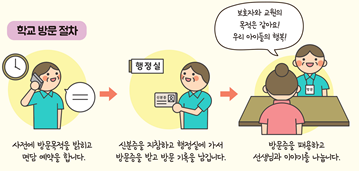 학교 방문 절차
보호자와 교원의
목적은 같아요!
우리 아이들의 행복!
행정실
사전에 방문목적을 밝히고
면담 예약을 합니다.
신분증을 지참하고 행정실에 가서
방문증을 받고 방문 기록을 남깁니다.
방문증을 패용하고
선생님과 이야기를 나눕니다.